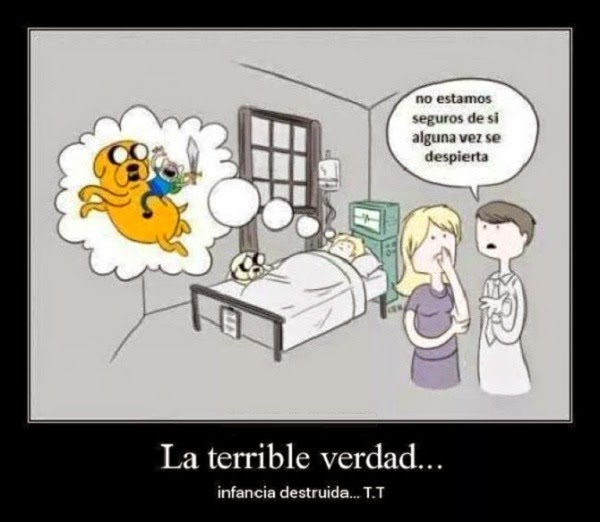 no estamos
seguros de si
alguna vez se
despierta
La terrible verdad...
infancia destruida... T.T